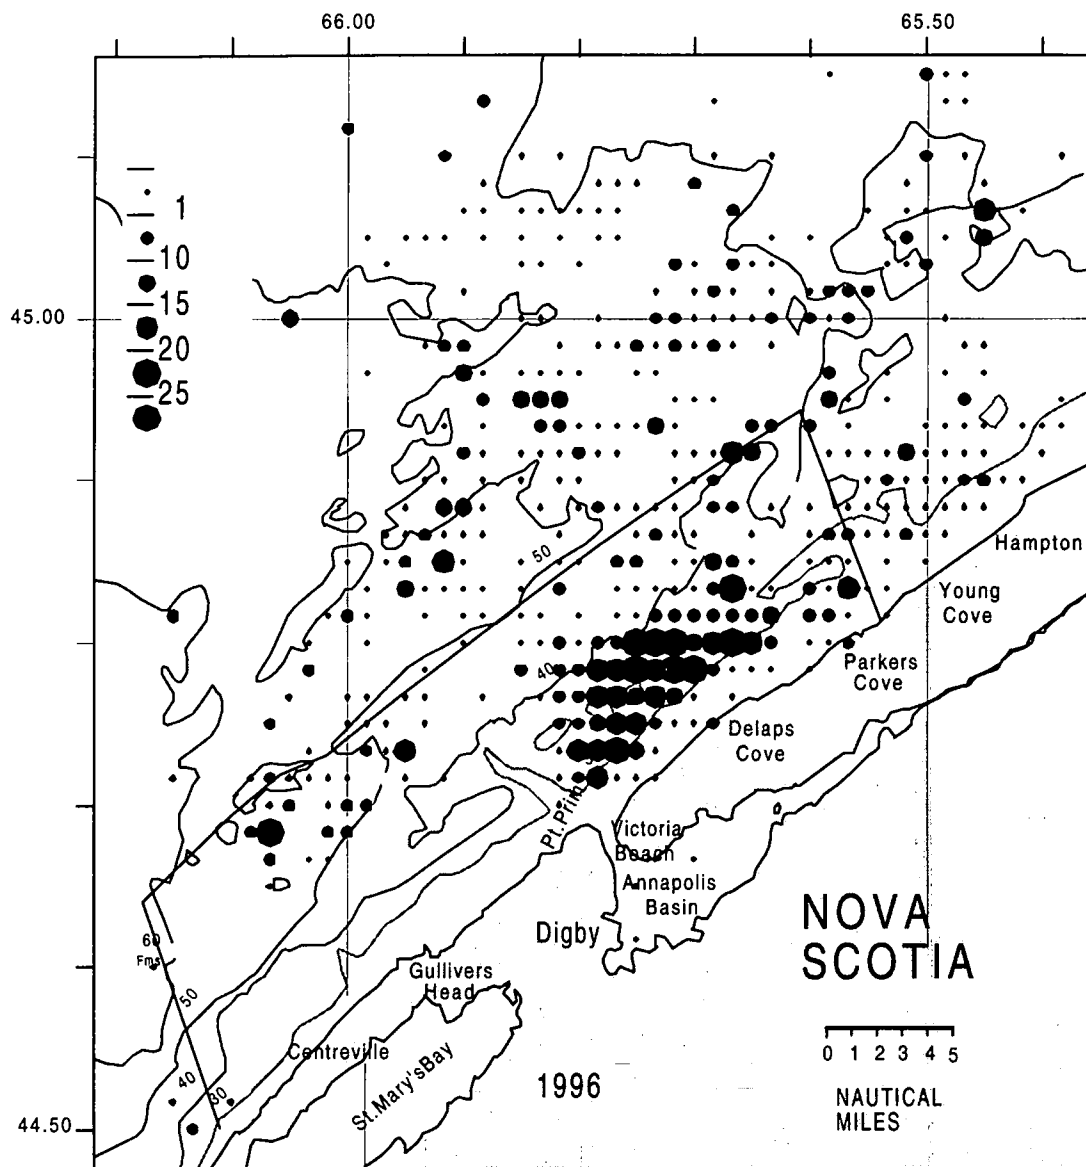 66.00
65.50
1
10
15
20
25
45.00
50
40
Hampton
Young
Cove
Parkers
Cove
Delaps
Cove
Pt.Prim
Victoria
Beach
Annapolis
Basin
Digby
NOVA
SCOTIA
60
Fms
50
Gullivers
Head
Centreville
St.Mary'sBay
40
30
1996
0 1 2 3 4 5
NAUTICAL
MILES
44.50